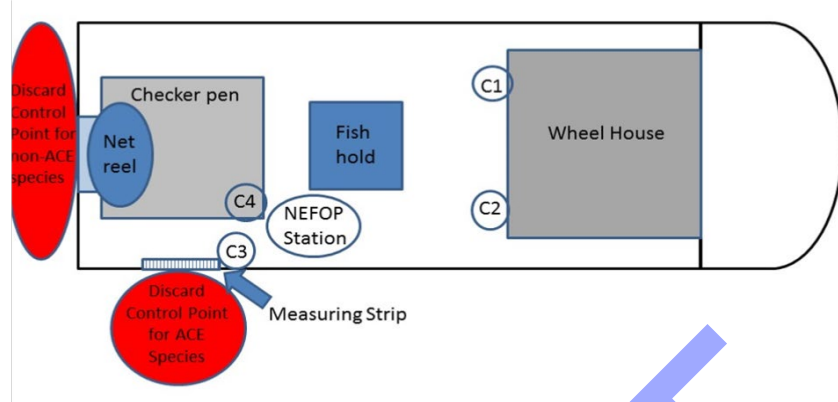 Discard
Control
Point for
non-ACE
species
Checker pen
Net
reel
Fish
hold
C1
Wheel House
C4
C2
NEFOP
Station
C3
Discard
Control Point
for ACE
Species
Measuring Strip